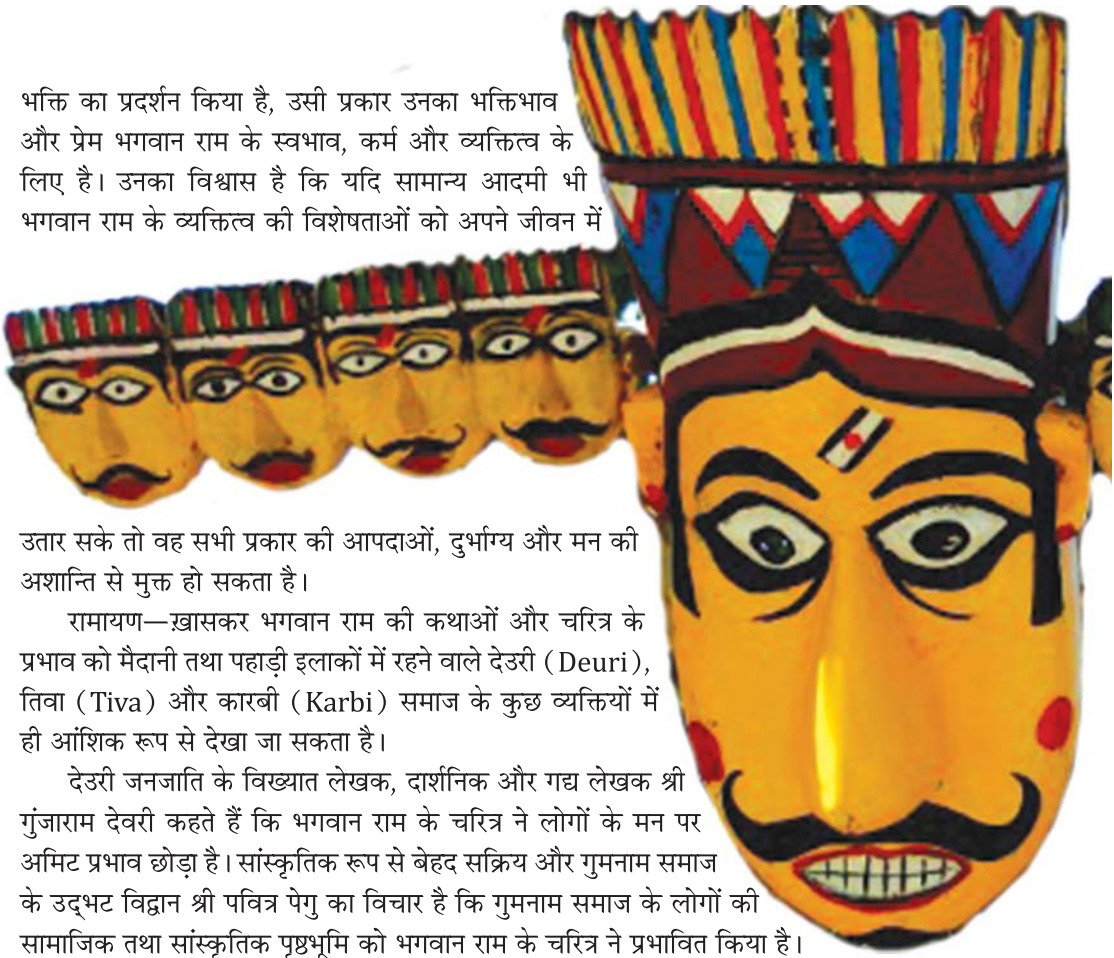 भक्ति का प्रदर्शन किया है, उसी प्रकार उनका भक्तिभाव
और प्रेम भगवान राम के स्वभाव, कर्म और व्यक्तित्व के
लिए है। उनका विश्वास है कि यदि सामान्य आदमी भी
भगवान राम के व्यक्तित्व की विशेषताओं को अपने जीवन में
उतार सके तो वह सभी प्रकार की आपदाओं, दुर्भाग्य और मन की
अशान्ति से मुक्त हो सकता है।
रामायण—ख़ासकर भगवान राम की कथाओं और चरित्र के
प्रभाव को मैदानी तथा पहाड़ी इलाकों में रहने वाले देउरी (Deuri),
तिवा (Tiva) और कारबी (Karbi) समाज के कुछ व्यक्तियों में
ही आंशिक रूप से देखा जा सकता है।
देउरी जनजाति के विख्यात लेखक, दार्शनिक और गद्य लेखक श्री
गुंजाराम देवरी कहते हैं कि भगवान राम के चरित्र ने लोगों के मन पर
अमिट प्रभाव छोड़ा है। सांस्कृतिक रूप से बेहद सक्रिय और गुमनाम समाज
के उद्भट विद्वान श्री पवित्र पेगु का विचार है कि गुमनाम समाज के लोगों की
सामाजिक तथा सांस्कृतिक पृष्ठभूमि को भगवान राम के चरित्र ने प्रभावित किया है।